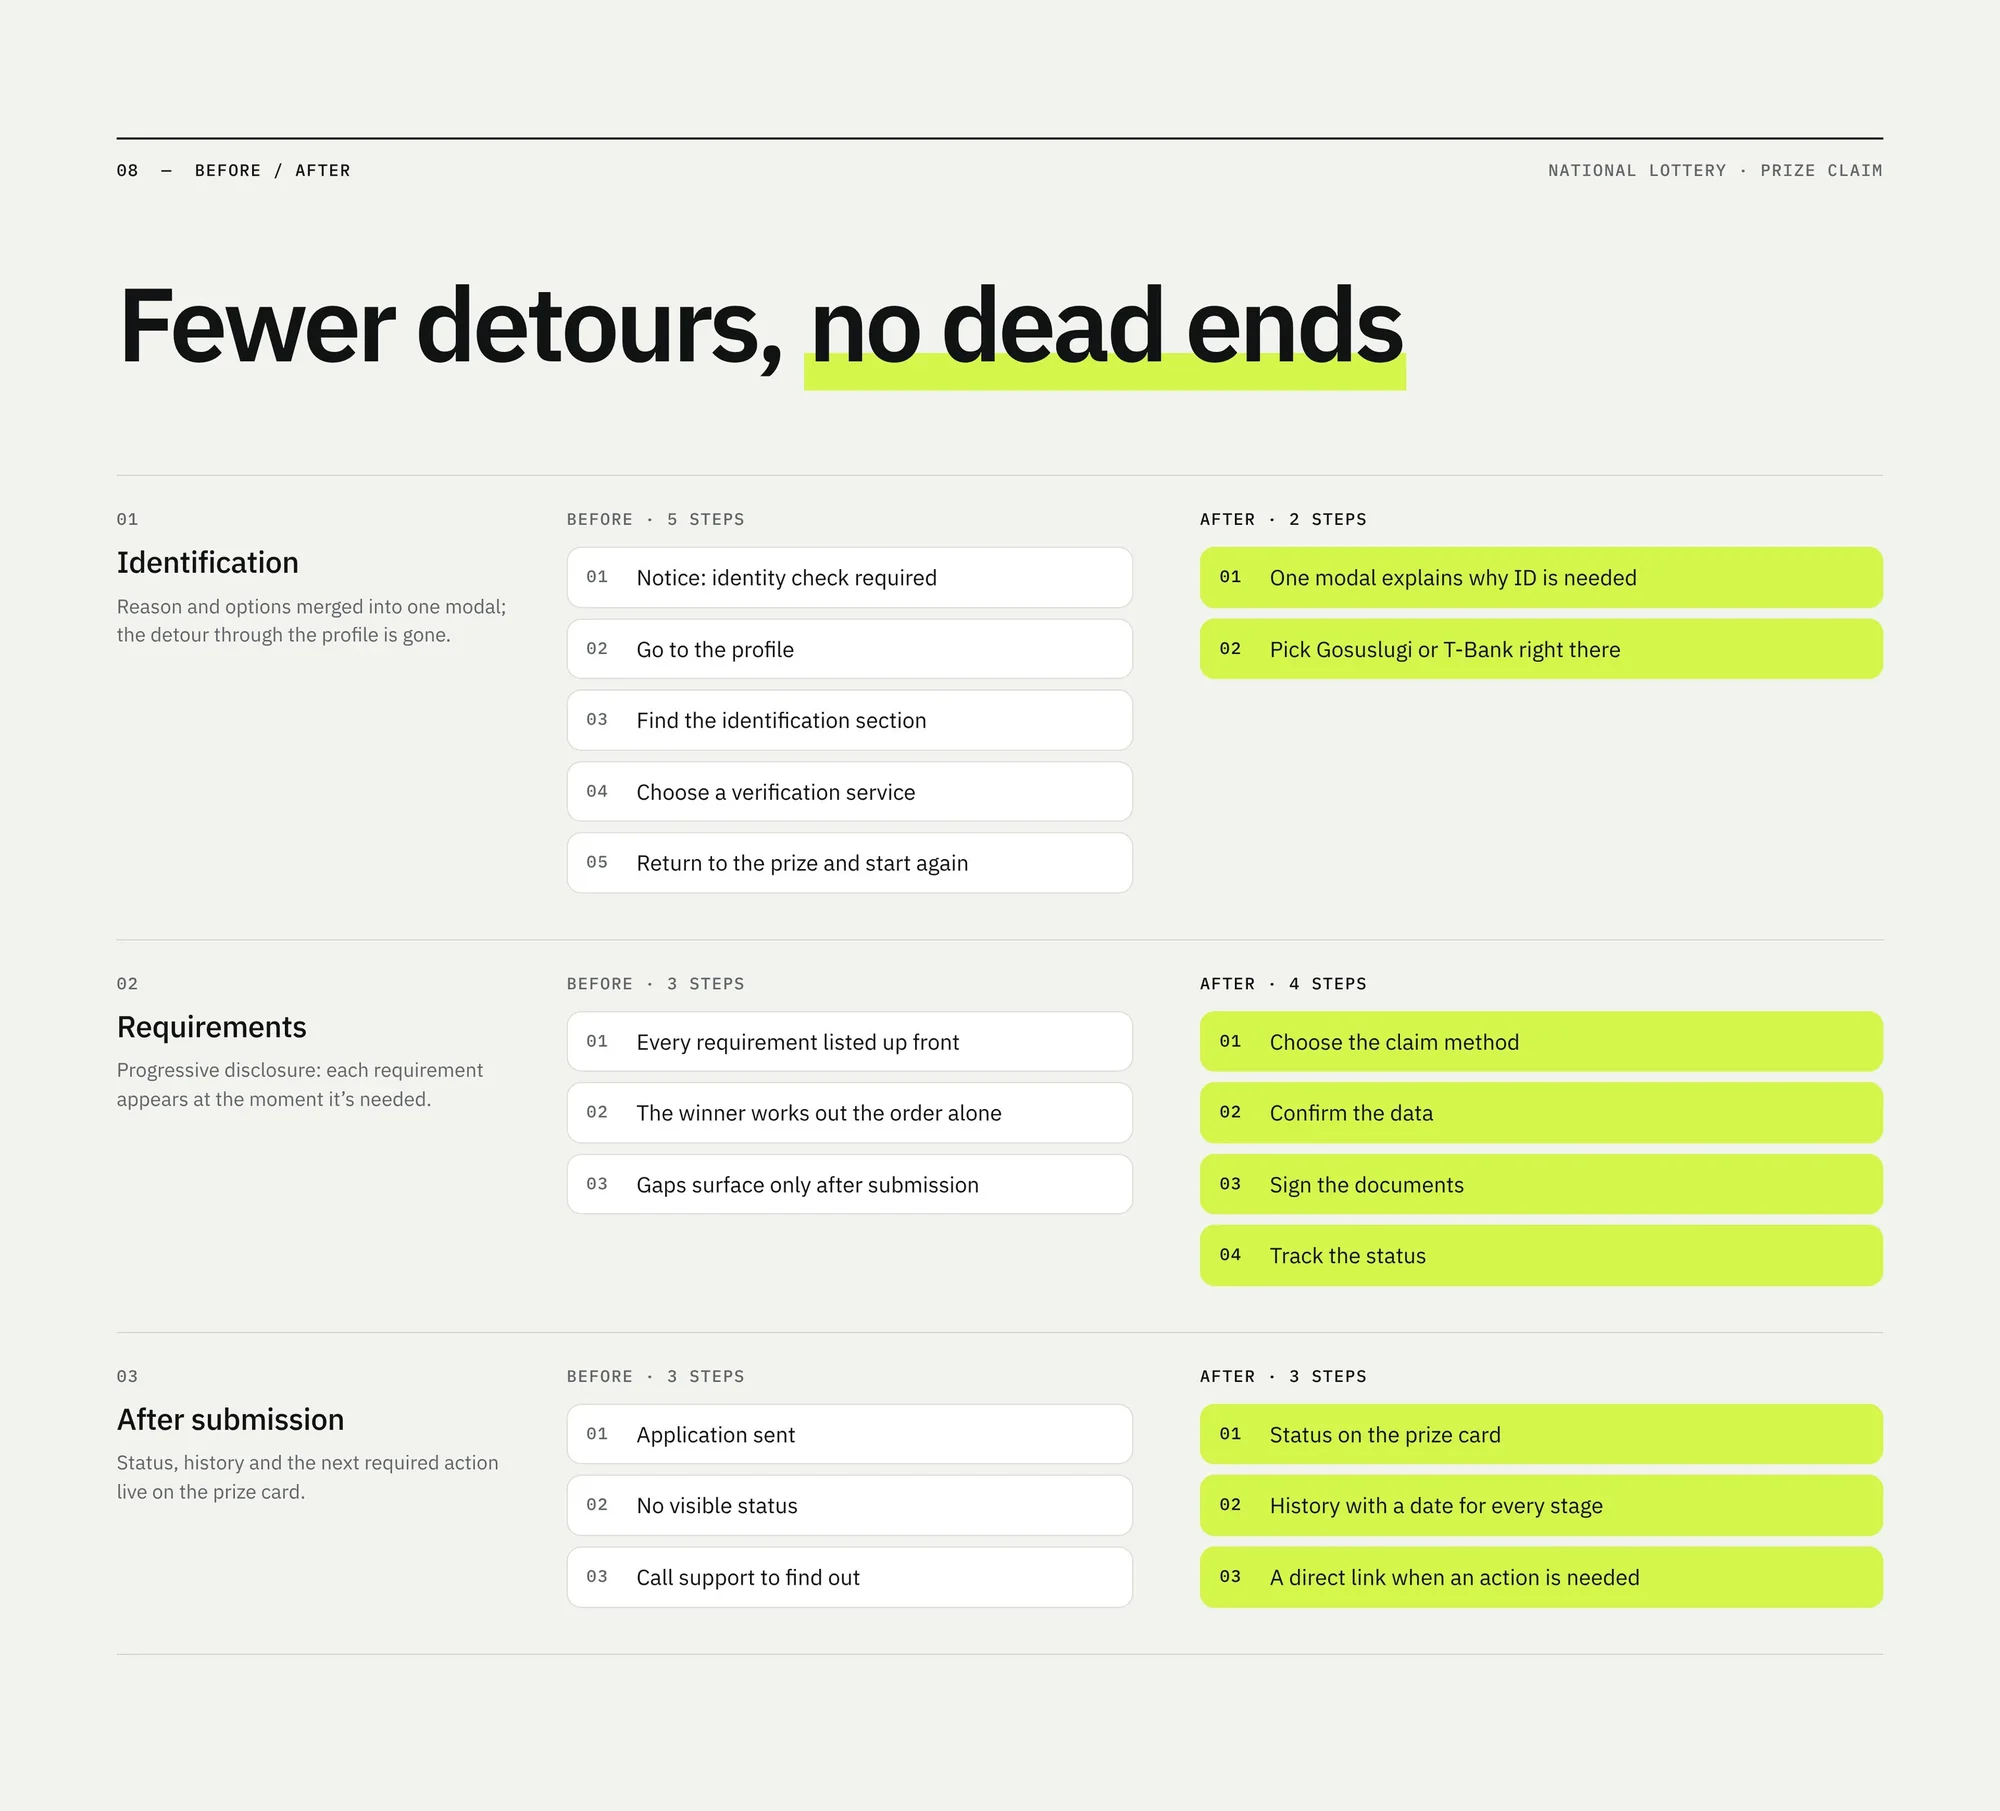 08 — BEFORE / AFTER
NATIONAL LOTTERY · PRIZE CLAIM
Fewer detours, no dead ends
01
Identification
Reason and options merged into one modal;
the detour through the profile is gone.
BEFORE · 5 STEPS
01 Notice: identity check required
02 Go to the profile
03 Find the identification section
04 Choose a verification service
05 Return to the prize and start again
AFTER · 2 STEPS
01 One modal explains why ID is needed
02 Pick Gosuslugi or T-Bank right there
02
Requirements
Progressive disclosure: each requirement
appears at the moment it’s needed.
BEFORE · 3 STEPS
01 Every requirement listed up front
02 The winner works out the order alone
03 Gaps surface only after submission
AFTER · 4 STEPS
01 Choose the claim method
02 Confirm the data
03 Sign the documents
04 Track the status
03
After submission
Status, history and the next required action
live on the prize card.
BEFORE · 3 STEPS
01 Application sent
02 No visible status
03 Call support to find out
AFTER · 3 STEPS
01 Status on the prize card
02 History with a date for every stage
03 A direct link when an action is needed